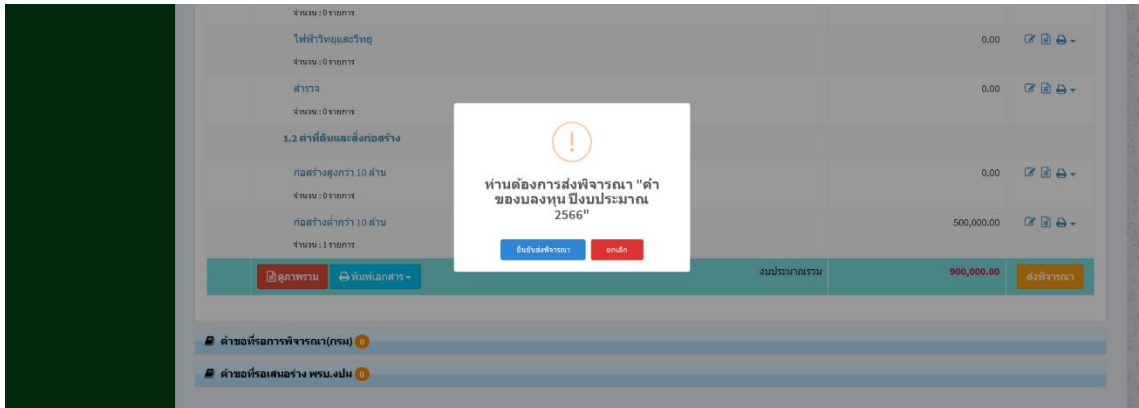 จำนวน : 0 รายการ
ไฟฟ้าวิทยุและวิทยุ 0.00
จำนวน : 0 รายการ
สำรวจ 0.00
จำนวน : 0 รายการ
1.2 ค่าที่ดินและสิ่งก่อสร้าง
ก่อสร้างสูงกว่า 10 ล้าน 0.00
จำนวน : 0 รายการ
ก่อสร้างต่ำกว่า 10 ล้าน 500,000.00
จำนวน : 1 รายการ
ท่านต้องการส่งพิจารณา "คำ
ของบลงทุน ปีงบประมาณ
2566"
ยืนยันส่งพิจารณา ยกเลิก
ดูภาพรวม พิมพ์เอกสาร งบประมาณรวม 900,000.00 ส่งพิจารณา
คำขอที่รอการพิจารณา(กรม) 0
คำขอที่รอเสนอร่าง พรบ.งปม 0